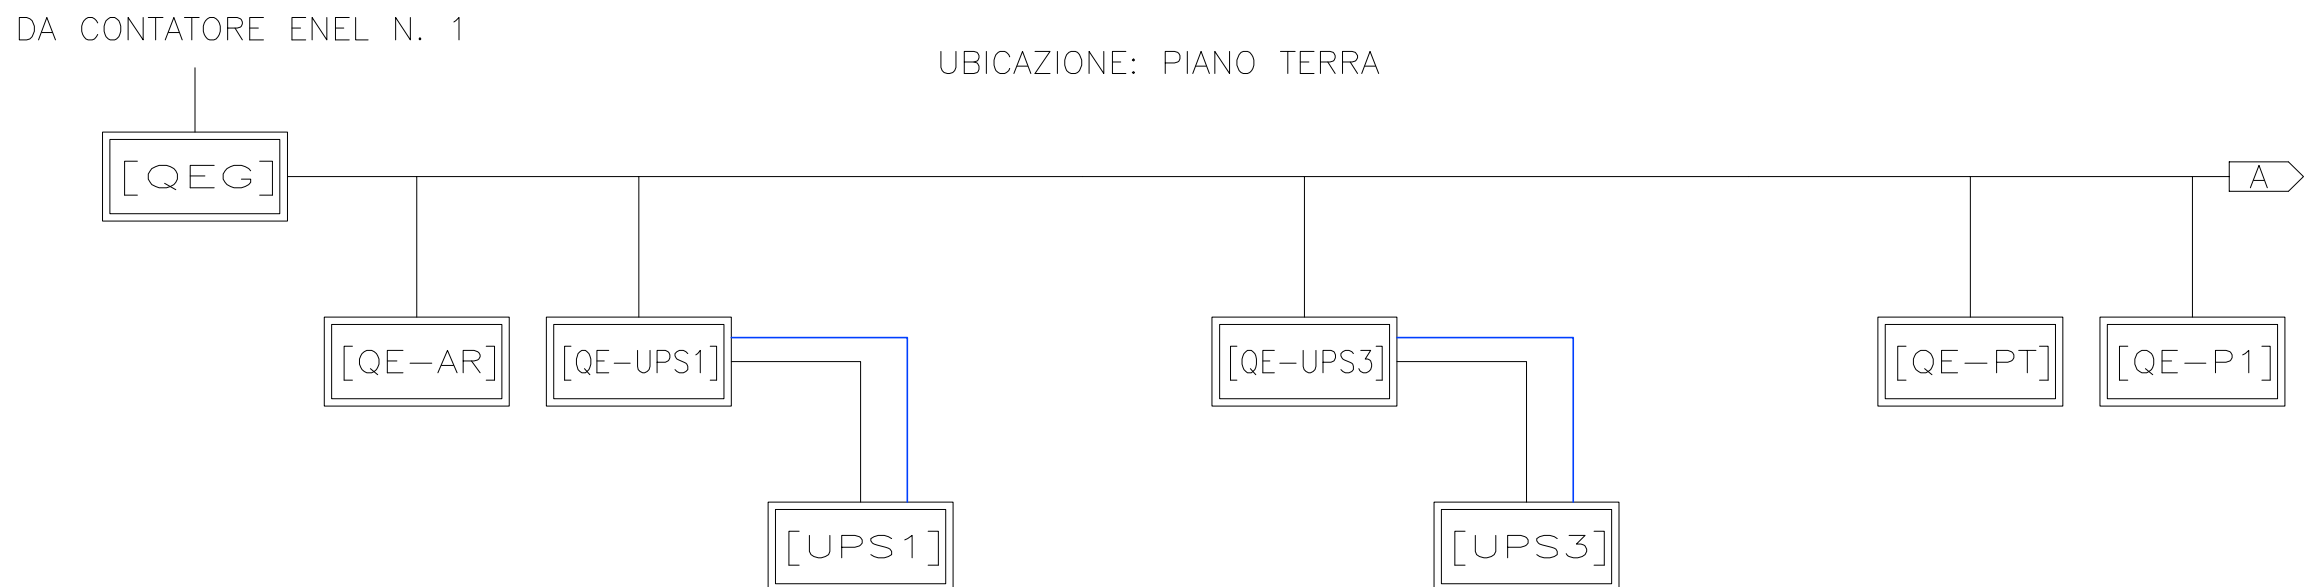 DA CONTATORE ENEL N. 1
UBICAZIONE: PIANO TERRA
[QEG]
A
[QE-AR]
[QE-UPS1]
[QE-UPS3]
[QE-PT]
[QE-P1]
[UPS1]
[UPS3]